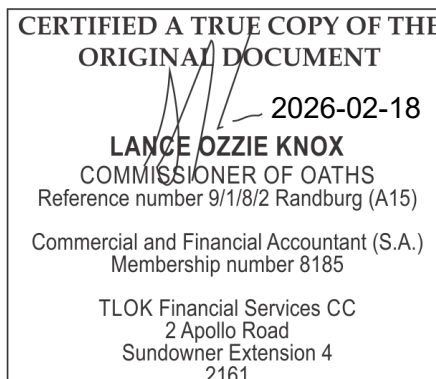 CERTIFIED A TRUE COPY OF THE
ORIGINAL DOCUMENT
2026-02-18
LANCE OZZIE KNOX
COMMISSIONER OF OATHS
Reference number 9/1/8/2 Randburg (A15)
Commercial and Financial Accountant (S.A.)
Membership number 8185
TLOK Financial Services CC
2 Apollo Road
Sundowner Extension 4
2161